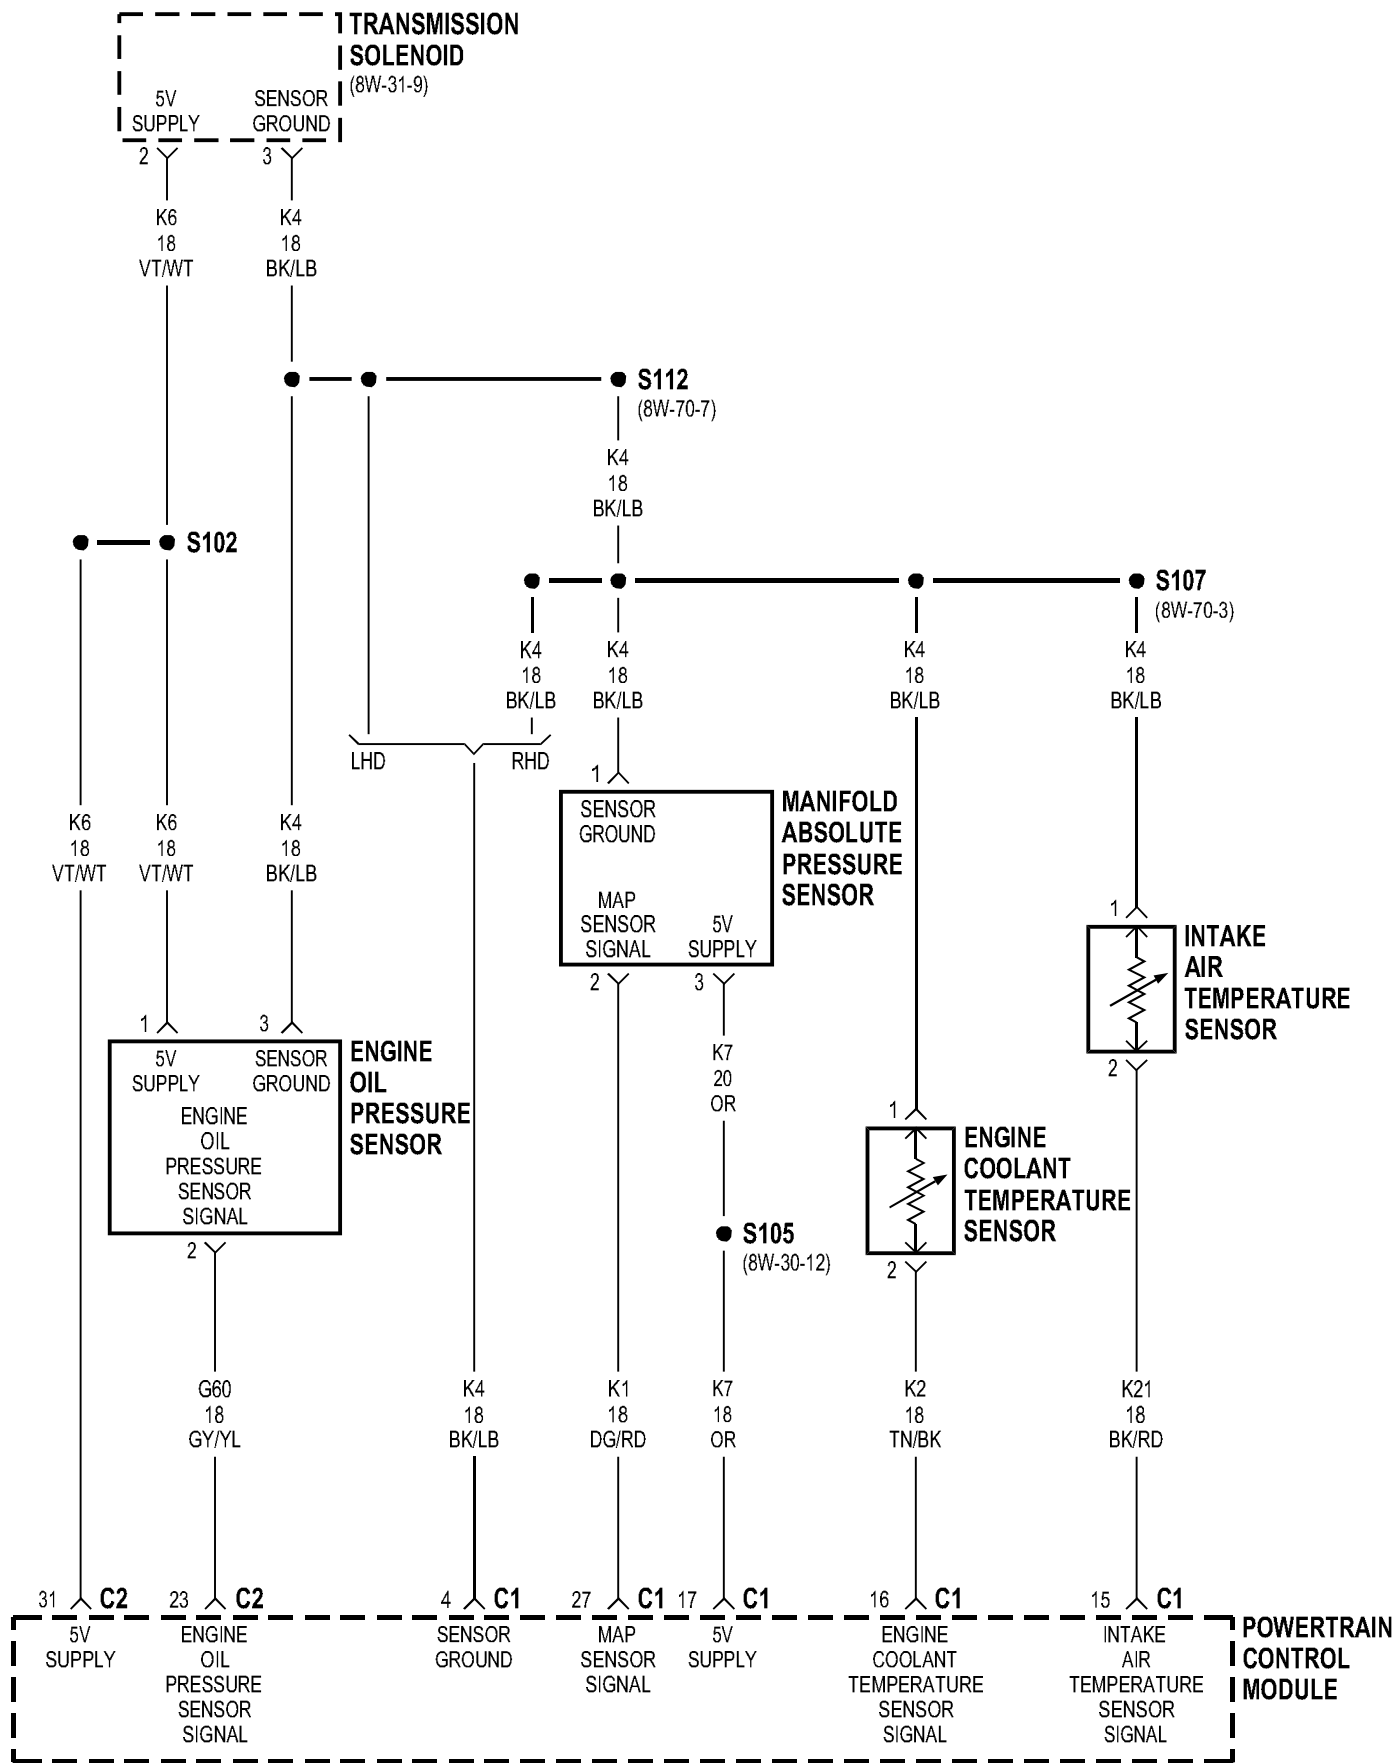 TRANSMISSION
SOLENOID
(8W-31-9)
5V
SUPPLY
SENSOR
GROUND
2
3
K6
18
VT/WT
K4
18
BK/LB
S112
(8W-70-7)
K4
18
BK/LB
S102
S107
(8W-70-3)
K4
18
BK/LB
K4
18
BK/LB
K4
18
BK/LB
K4
18
BK/LB
LHD
RHD
1
SENSOR
GROUND
MAP
SENSOR
SIGNAL
5V
SUPPLY
MANIFOLD
ABSOLUTE
PRESSURE
SENSOR
2
3
K6
18
VT/WT
K6
18
VT/WT
K4
18
BK/LB
1
INTAKE
AIR
TEMPERATURE
SENSOR
2
1
3
5V
SUPPLY
SENSOR
GROUND
ENGINE
OIL
PRESSURE
SENSOR
SIGNAL
ENGINE
OIL
PRESSURE
SENSOR
2
K7
20
OR
1
ENGINE
COOLANT
TEMPERATURE
SENSOR
2
S105
(8W-30-12)
G60
18
GY/YL
K4
18
BK/LB
K1
18
DG/RD
K7
18
OR
K2
18
TN/BK
K21
18
BK/RD
31 C2
23 C2
4 C1
27 C1
17 C1
16 C1
15 C1
5V
SUPPLY
ENGINE
OIL
PRESSURE
SENSOR
SIGNAL
SENSOR
GROUND
MAP
SENSOR
SIGNAL
5V
SUPPLY
ENGINE
COOLANT
TEMPERATURE
SENSOR
SIGNAL
INTAKE
AIR
TEMPERATURE
SENSOR
SIGNAL
POWERTRAIN
CONTROL
MODULE